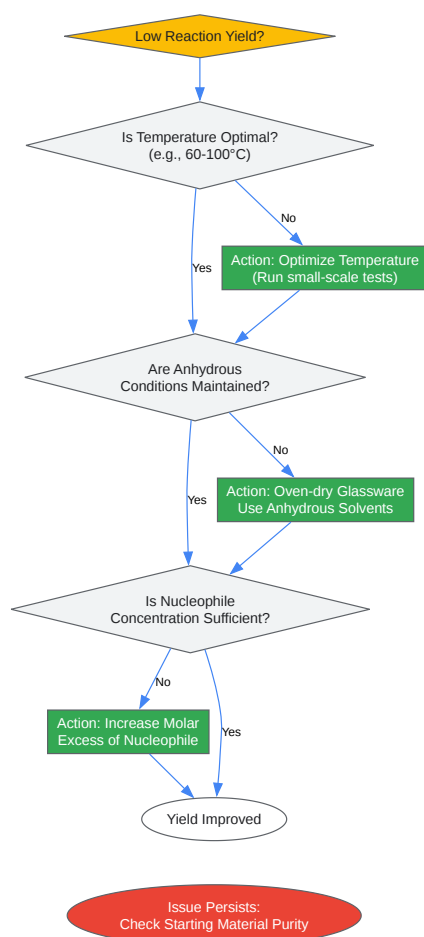 Low Reaction Yield?
Is Temperature Optimal?
(e.g., 60-100°C)
No
Yes
Action: Optimize Temperature
(Run small-scale tests)
Are Anhydrous
Conditions Maintained?
No
Yes
Action: Oven-dry Glassware
Use Anhydrous Solvents
Is Nucleophile
Concentration Sufficient?
No
Action: Increase Molar
Excess of Nucleophile
Yes
Yield Improved
Issue Persists:
Check Starting Material Purity